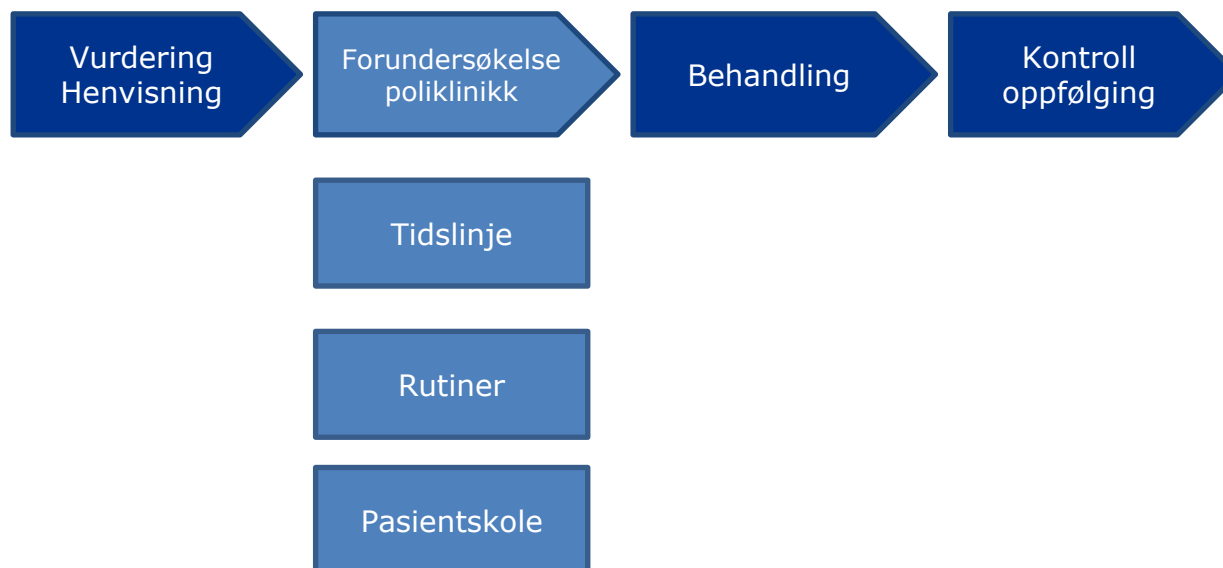 Vurdering
Henvisning
Forundersøkelse
poliklinikk
Behandling
Kontroll
oppfølging
Tidslinje
Rutiner
Pasientskole